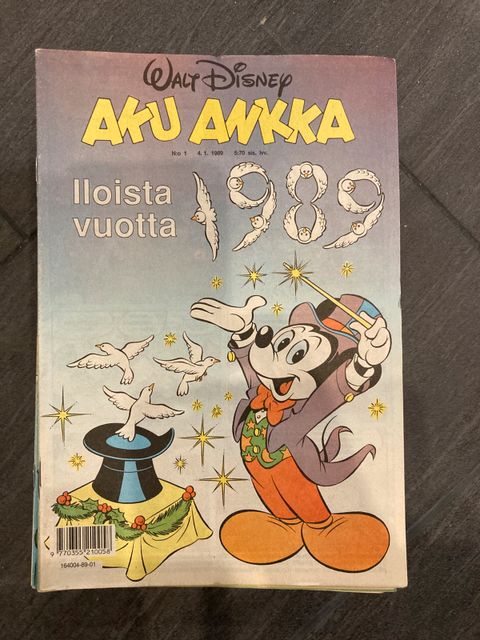 WALT DISNEY
AKU ANKKA
N:o 1 4.1.1989 5:70 sis. lvv.
Iloista
vuotta
1989
9 770355 210058
164004-89-01